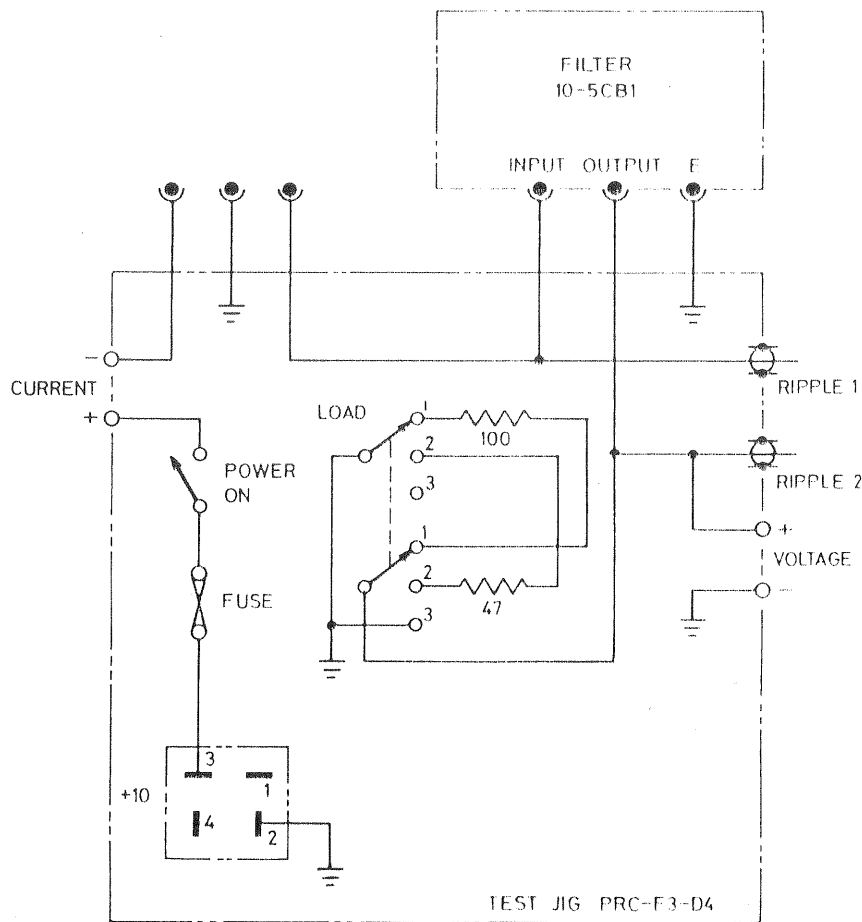 FILTER
10-5CB1
INPUT OUTPUT E
-
CURRENT
+
RIPPLE 1
LOAD
1
100
2
3
POWER
ON
RIPPLE 2
+
VOLTAGE
-
1
2
47
3
FUSE
3
1
+10
4
2
TEST JIG PRC-F3-D4